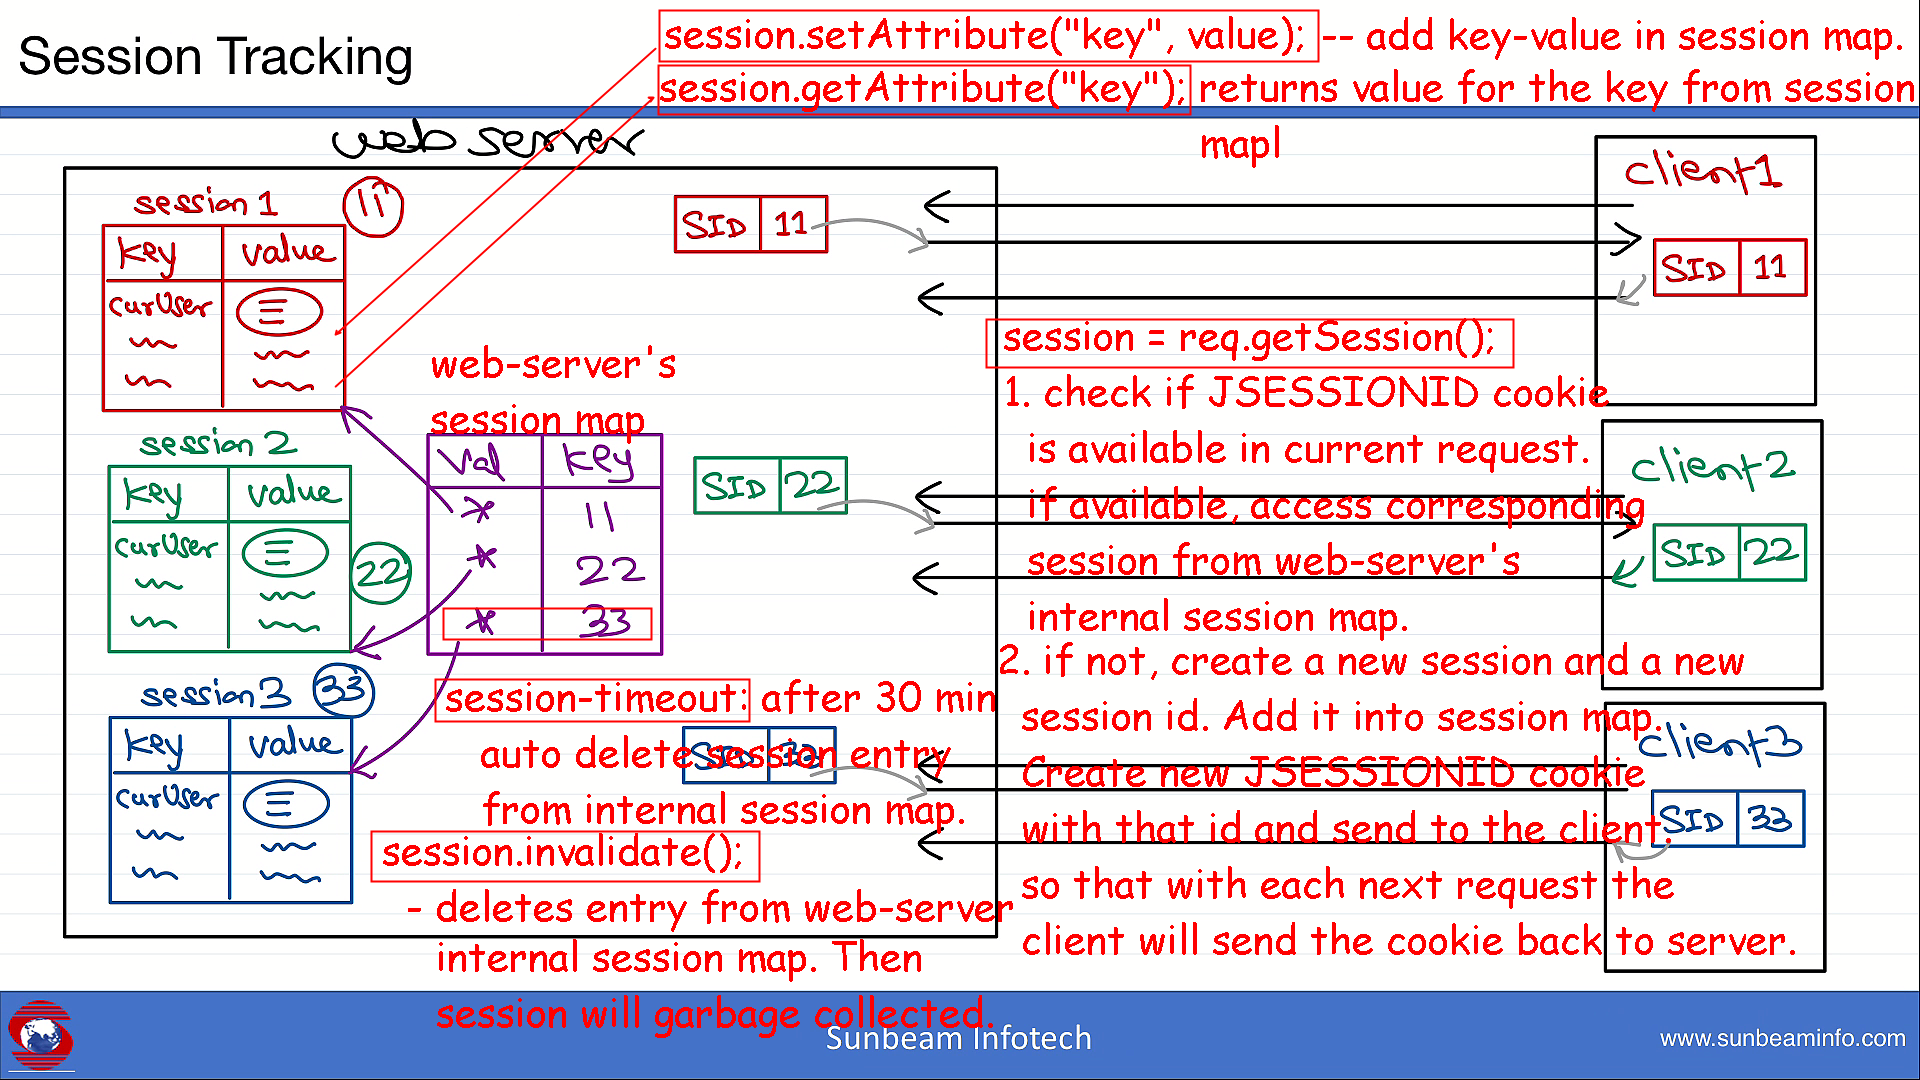 Session Tracking
session.setAttribute("key", value); -- add key-value in session map.
session.getAttribute("key"); returns value for the key from session
mapl
web server
session 1
11
key value
curUser
session 2
key value
curUser
22
session 3
33
key value
curUser
web-server's
session map
Val key
* 11
* 22
* 33
SID 11
SID 22
SID 33
session-timeout: after 30 min
auto delete session entry
from internal session map.
session.invalidate();
- deletes entry from web-server
internal session map. Then
session will garbage collected.
session = req.getSession();
1. check if JSESSIONID cookie
is available in current request.
if available, access corresponding
session from web-server's
internal session map.
2. if not, create a new session and a new
session id. Add it into session map.
Create new JSESSIONID cookie
with that id and send to the client.
so that with each next request the
client will send the cookie back to server.
client1
SID 11
client2
SID 22
client3
SID 33
Sunbeam Infotech
www.sunbeaminfo.com